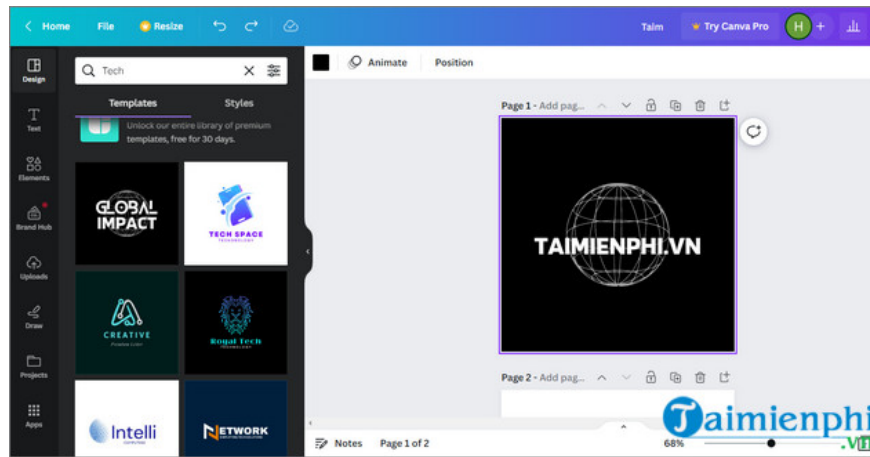 Home File Resize Taim Try Canva Pro H +
Design
Text
Elements
Brand Hub
Uploads
Draw
Projects
Apps
Tech
Templates Styles
Unlock our entire library of premium
templates, free for 30 days.
GLOBAL
IMPACT
TECH SPACE
TECHNOLOGY
CREATIVE
Royal Tech
Intelli
NETWORK
Animate Position
Page 1 - Add pag...
TAIMIENPHI.VN
Page 2 - Add pag...
Notes Page 1 of 2 68%
Taimienphi
.V